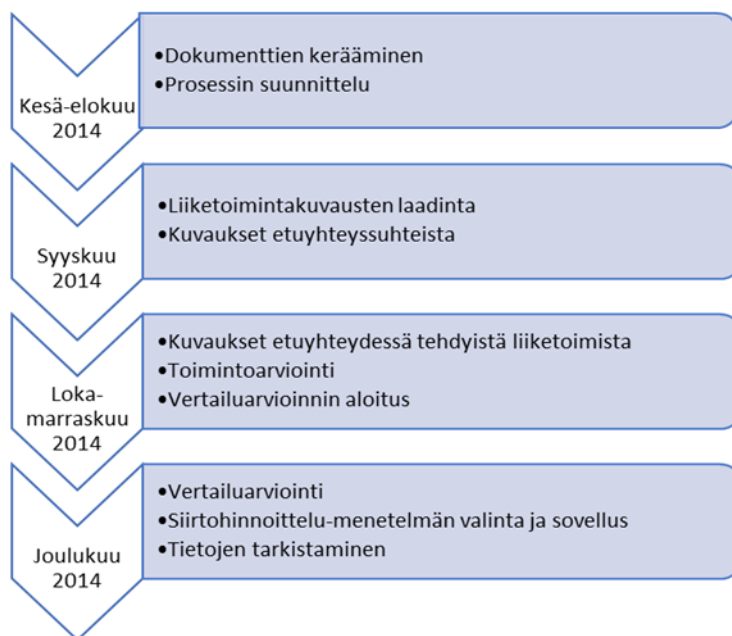 Kesä-elokuu
2014
•Dokumenttien kerääminen
•Prosessin suunnittelu
Syyskuu
2014
•Liiketoimintakuvausten laadinta
•Kuvaukset etuyhteyssuhteista
Loka-
marraskuu
2014
•Kuvaukset etuyhteydessä tehdyistä liiketoimista
•Toimintoarviointi
•Vertailuarvioinnin aloitus
Joulukuu
2014
•Vertailuarviointi
•Siirtohinnoittelu-menetelmän valinta ja sovellus
•Tietojen tarkistaminen